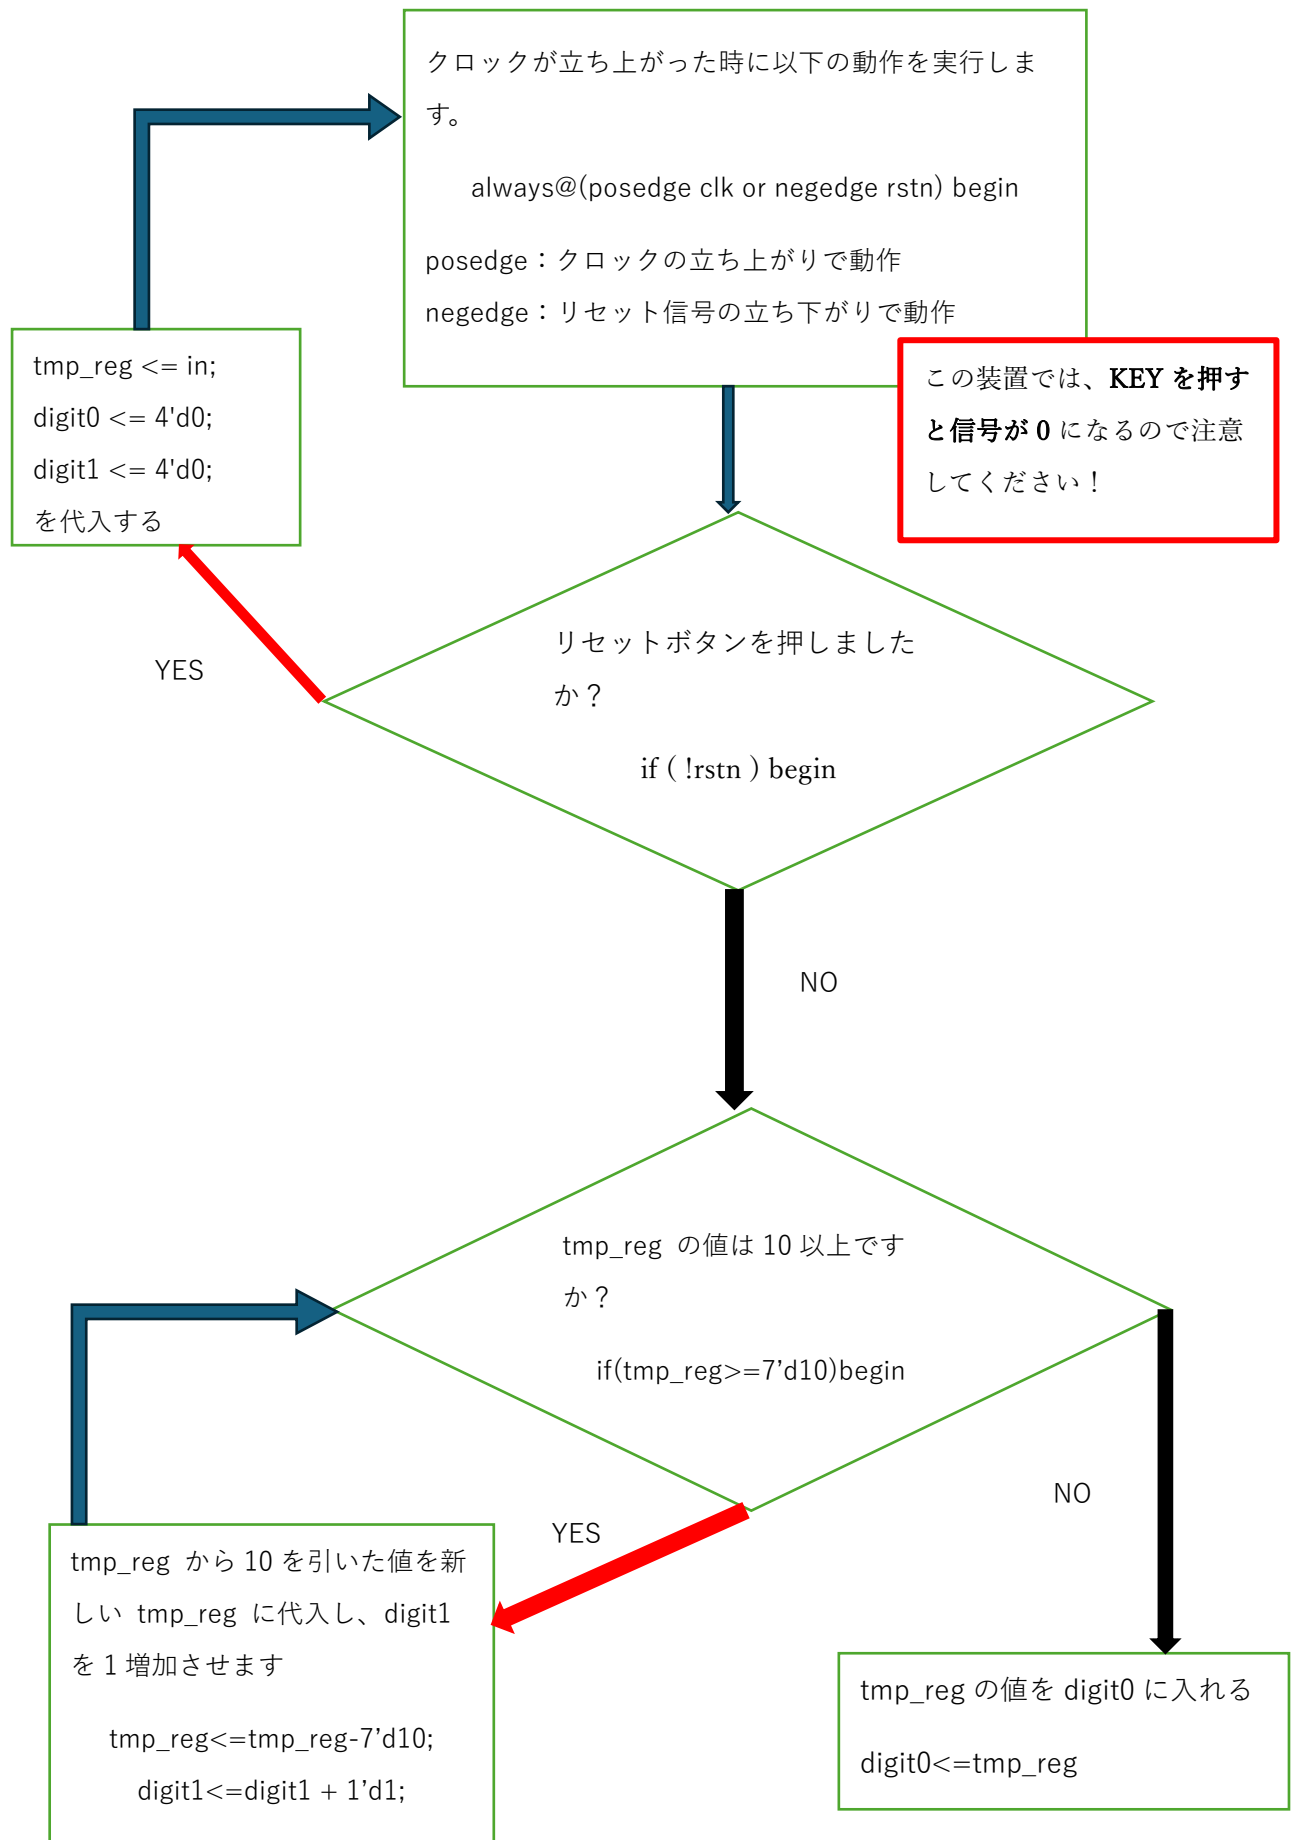 クロックが立ち上がった時に以下の動作を実行しま
す。
always@(posedge clk or negedge rstn) begin
posedge：クロックの立ち上がりで動作
negedge：リセット信号の立ち下がりで動作
この装置では、KEY を押す
と信号が 0 になるので注意
してください！
tmp_reg <= in;
digit0 <= 4'd0;
digit1 <= 4'd0;
を代入する
リセットボタンを押しました
か？
if ( !rstn ) begin
YES
NO
tmp_reg の値は 10 以上です
か？
if(tmp_reg>=7’d10)begin
YES
NO
tmp_reg から 10 を引いた値を新
しい tmp_reg に代入し、digit1
を 1 増加させます
tmp_reg<=tmp_reg-7’d10;
digit1<=digit1 + 1’d1;
tmp_reg の値を digit0 に入れる
digit0<=tmp_reg